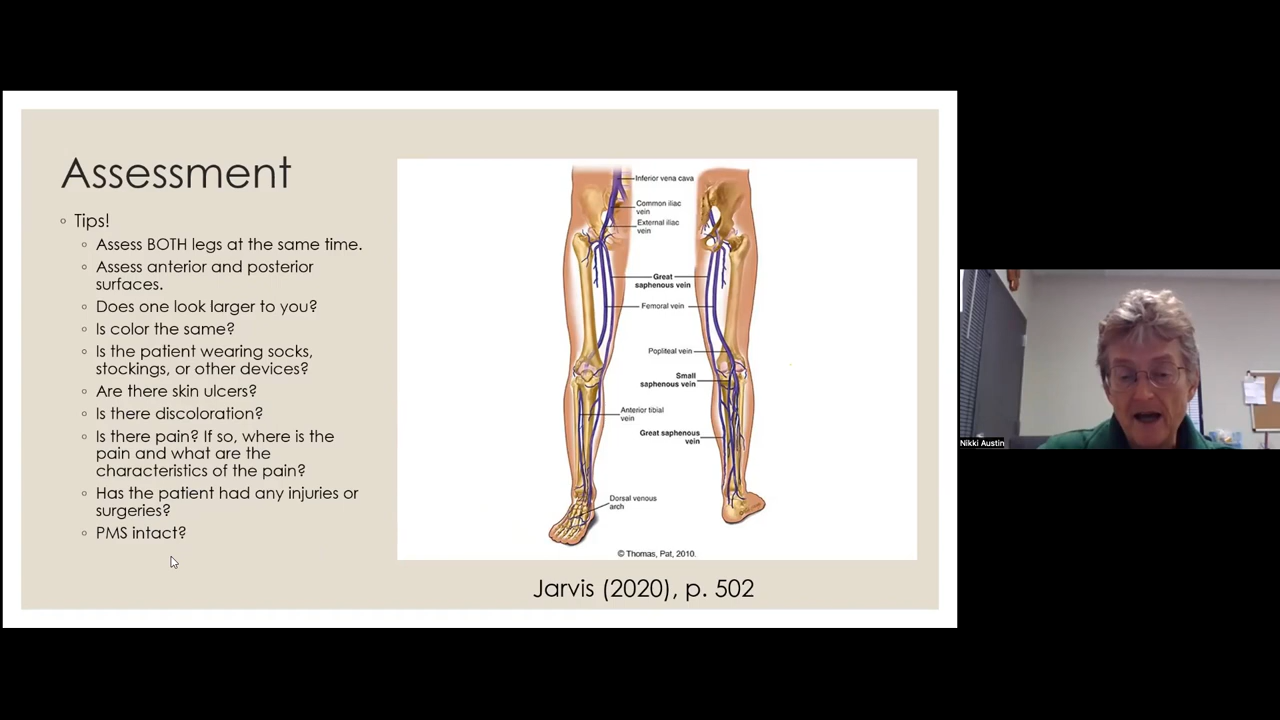 Assessment
Tips!
Assess BOTH legs at the same time.
Assess anterior and posterior
surfaces.
Does one look larger to you?
Is color the same?
Is the patient wearing socks,
stockings, or other devices?
Are there skin ulcers?
Is there discoloration?
Is there pain? If so, where is the
pain and what are the
characteristics of the pain?
Has the patient had any injuries or
surgeries?
PMS intact?
Inferior vena cava
Common iliac
vein
External iliac
vein
Great
saphenous vein
Femoral vein
Popliteal vein
Small
saphenous vein
Anterior tibial
vein
Great saphenous
vein
Dorsal venous
arch
© Thomas, Pat, 2010.
Jarvis (2020), p. 502
Nikki Austin